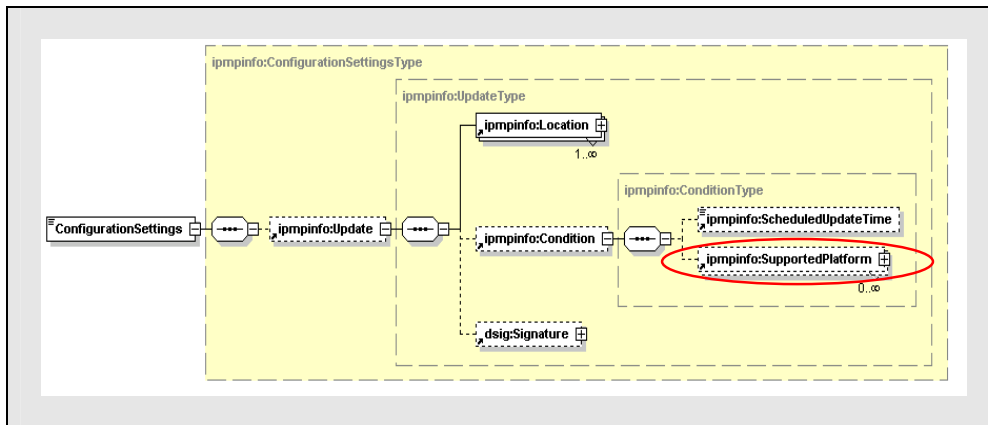 ipmpinfo:ConfigurationSettingsType
ipmpinfo:UpdateType
ipmpinfo:Location
1..∞
ipmpinfo:ConditionType
ipmpinfo:ScheduledUpdateTime
ConfigurationSettings
ipmpinfo:Update
ipmpinfo:Condition
ipmpinfo:SupportedPlatform
0..∞
dsig:Signature